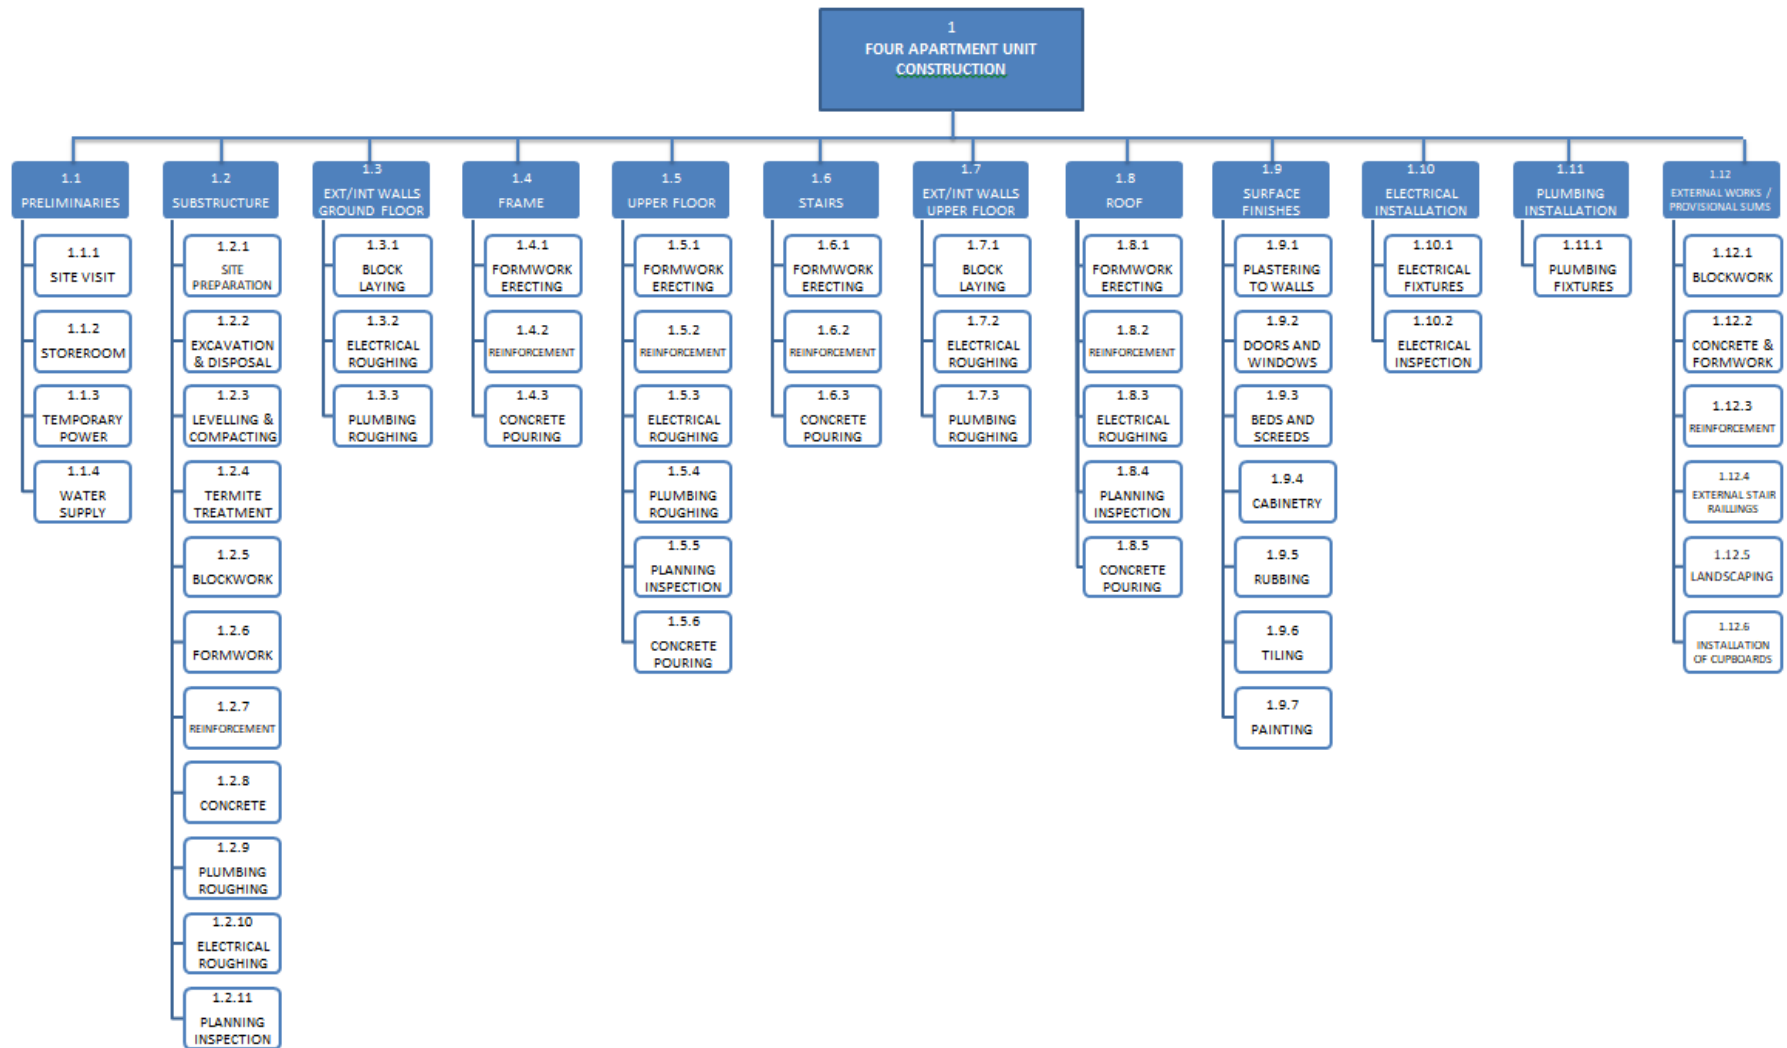 1
FOUR APARTMENT UNIT
CONSTRUCTION
1.1
PRELIMINARIES
1.1.1
SITE VISIT
1.1.2
STOREROOM
1.1.3
TEMPORARY
POWER
1.1.4
WATER
SUPPLY
1.2
SUBSTRUCTURE
1.2.1
SITE
PREPARATION
1.2.2
EXCAVATION
& DISPOSAL
1.2.3
LEVELLING &
COMPACTING
1.2.4
TERMITE
TREATMENT
1.2.5
BLOCKWORK
1.2.6
FORMWORK
1.2.7
REINFORCEMENT
1.2.8
CONCRETE
1.2.9
PLUMBING
ROUGHING
1.2.10
ELECTRICAL
ROUGHING
1.2.11
PLANNING
INSPECTION
1.3
EXT/INT WALLS
GROUND FLOOR
1.3.1
BLOCK
LAYING
1.3.2
ELECTRICAL
ROUGHING
1.3.3
PLUMBING
ROUGHING
1.4
FRAME
1.4.1
FORMWORK
ERECTING
1.4.2
REINFORCEMENT
1.4.3
CONCRETE
POURING
1.5
UPPER FLOOR
1.5.1
FORMWORK
ERECTING
1.5.2
REINFORCEMENT
1.5.3
ELECTRICAL
ROUGHING
1.5.4
PLUMBING
ROUGHING
1.5.5
PLANNING
INSPECTION
1.5.6
CONCRETE
POURING
1.6
STAIRS
1.6.1
FORMWORK
ERECTING
1.6.2
REINFORCEMENT
1.6.3
CONCRETE
POURING
1.7
EXT/INT WALLS
UPPER FLOOR
1.7.1
BLOCK
LAYING
1.7.2
ELECTRICAL
ROUGHING
1.7.3
PLUMBING
ROUGHING
1.8
ROOF
1.8.1
FORMWORK
ERECTING
1.8.2
REINFORCEMENT
1.8.3
ELECTRICAL
ROUGHING
1.8.4
PLANNING
INSPECTION
1.8.5
CONCRETE
POURING
1.9
SURFACE
FINISHES
1.9.1
PLASTERING
TO WALLS
1.9.2
DOORS AND
WINDOWS
1.9.3
BEDS AND
SCREEDS
1.9.4
CABINETRY
1.9.5
RUBBING
1.9.6
TILING
1.9.7
PAINTING
1.10
ELECTRICAL
INSTALLATION
1.10.1
ELECTRICAL
FIXTURES
1.10.2
ELECTRICAL
INSPECTION
1.11
PLUMBING
INSTALLATION
1.11.1
PLUMBING
FIXTURES
1.12
EXTERNAL WORKS /
PROVISIONAL SUMS
1.12.1
BLOCKWORK
1.12.2
CONCRETE &
FORMWORK
1.12.3
REINFORCEMENT
1.12.4
EXTERNAL STAIR
RAILLINGS
1.12.5
LANDSCAPING
1.12.6
INSTALLATION
OF CUPBOARDS